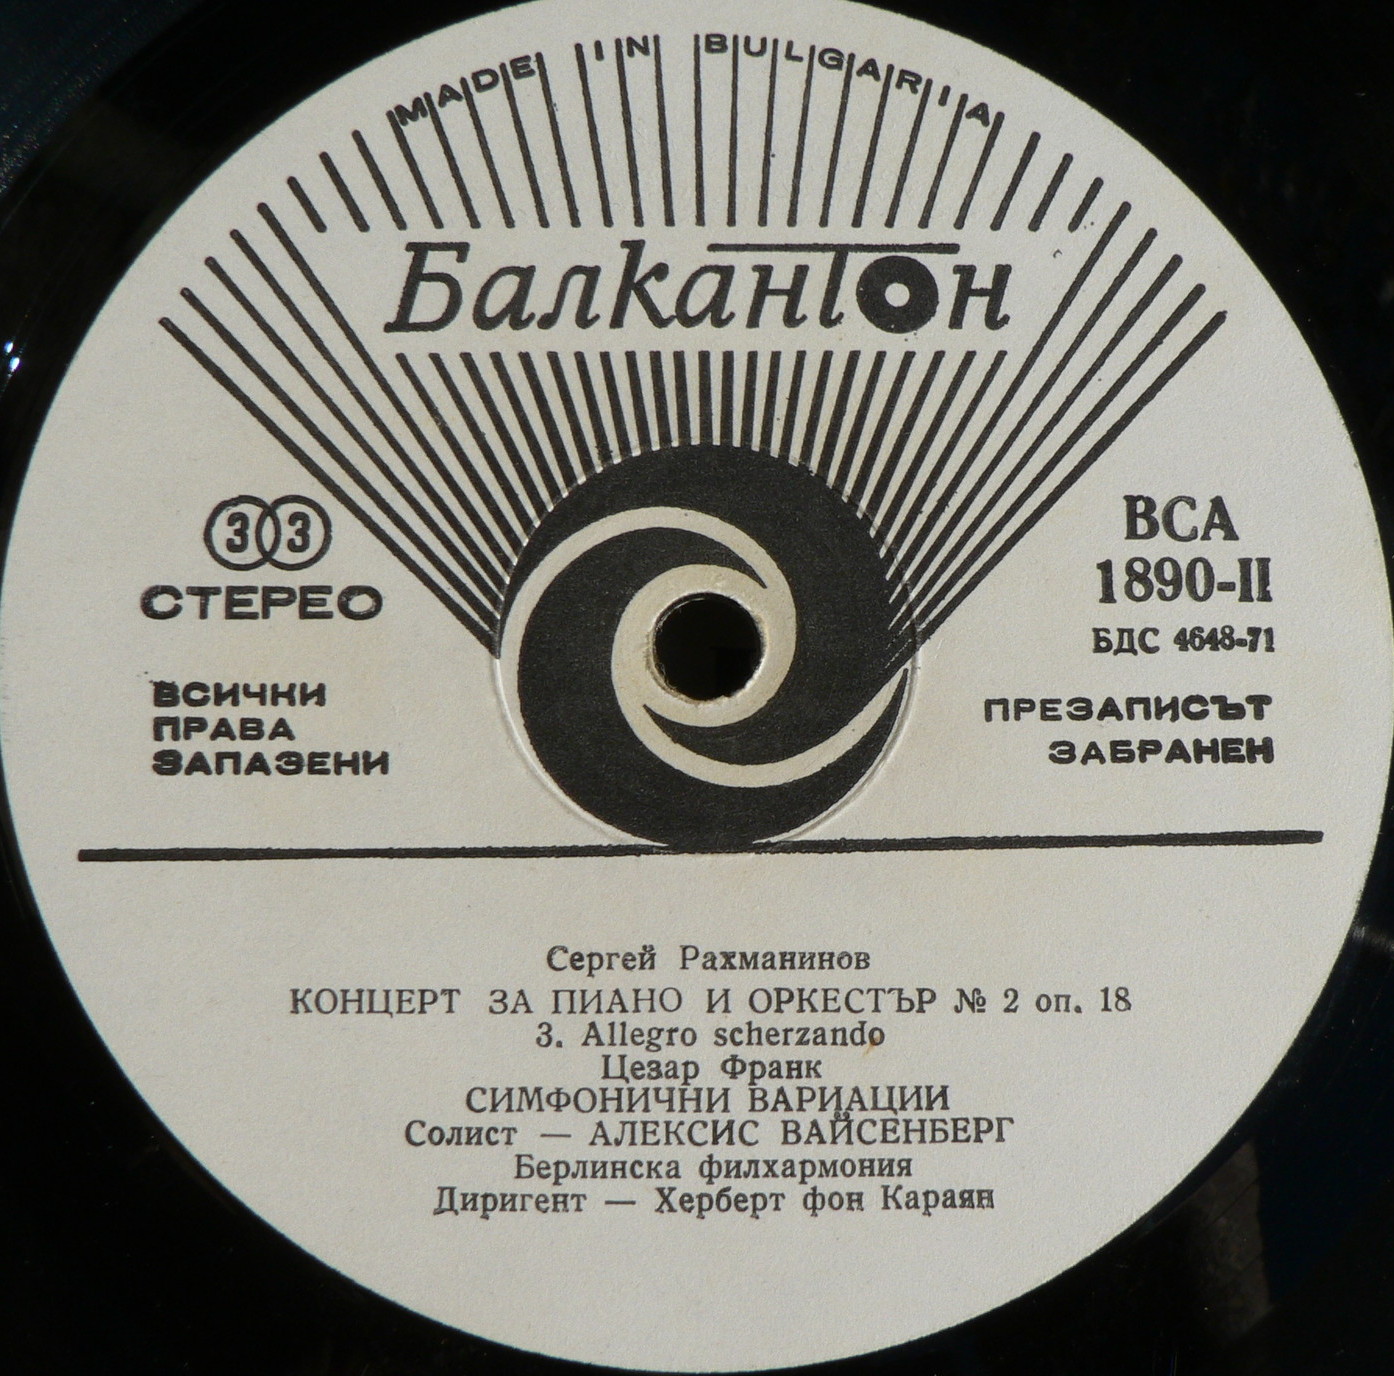 MADE IN BULGARIA
Балкантон
33
СТЕРЕО
ВСИЧКИ
ПРАВА
ЗАПАЗЕНИ
ВСА
1890-II
БДС 4648-71
ПРЕЗАПИСЪТ
ЗАБРАНЕН
Сергей Рахманинов
КОНЦЕРТ ЗА ПИАНО И ОРКЕСТЪР № 2 оп. 18
3. Allegro scherzando
Цезар Франк
СИМФОНИЧНИ ВАРИАЦИИ
Солист — АЛЕКСИС ВАЙСЕНБЕРГ
Берлинска филхармония
Диригент — Херберт фон Караян